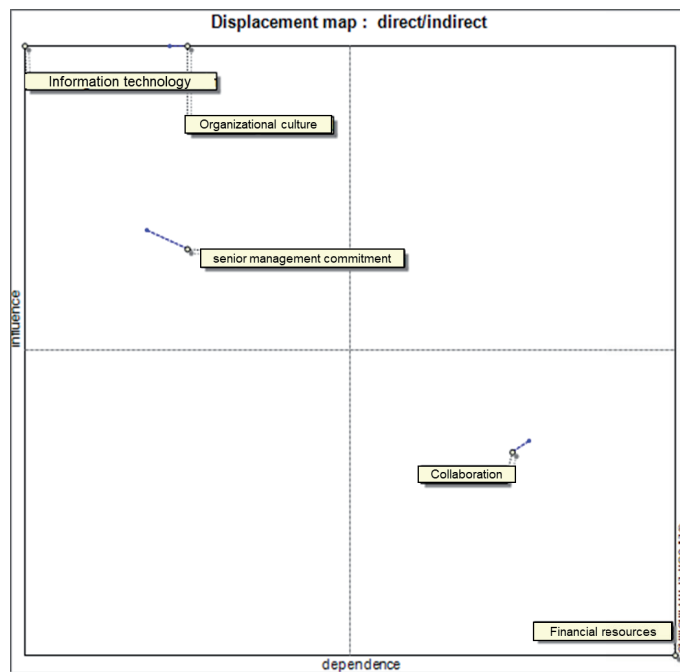 Displacement map : direct/indirect
Information technology
Organizational culture
senior management commitment
influence
Collaboration
Financial resources
dependence